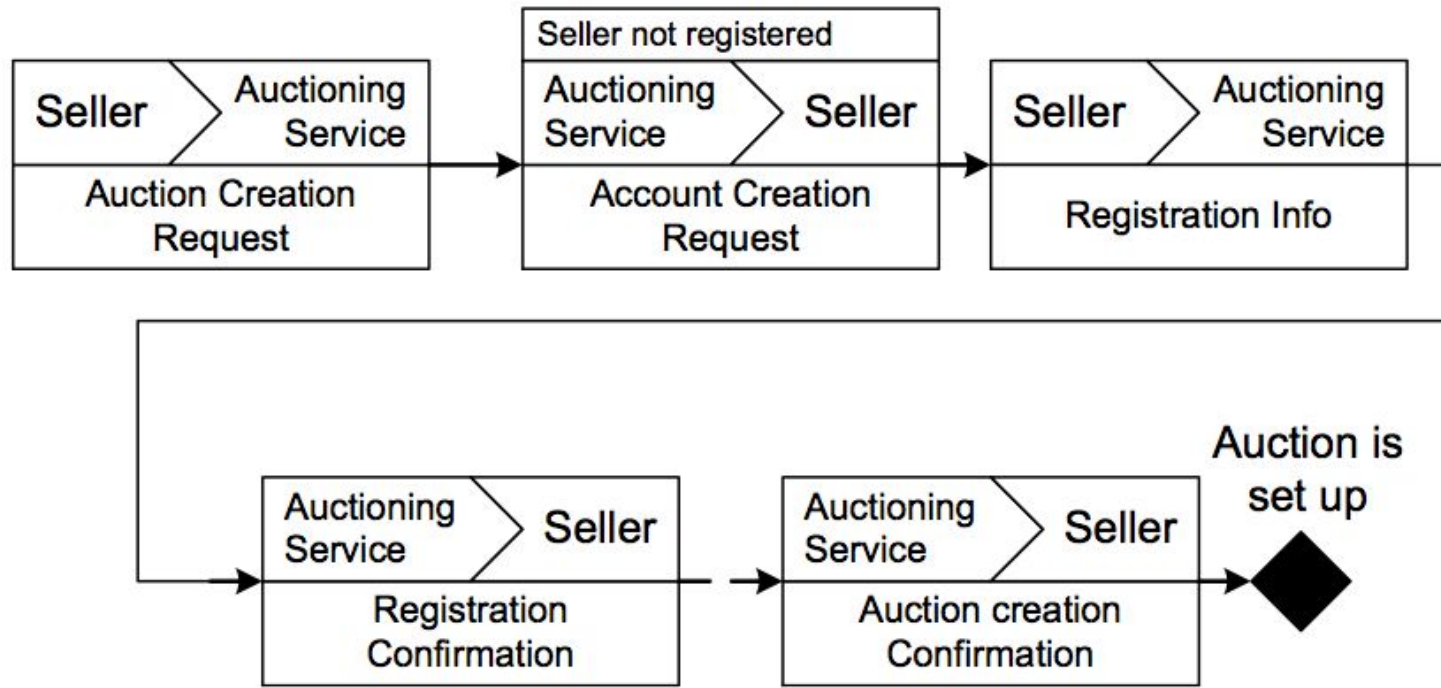 Seller not registered
Seller
Auctioning
Service
Auction Creation
Request
Auctioning
Service
Seller
Account Creation
Request
Seller
Auctioning
Service
Registration Info
Auctioning
Service
Seller
Registration
Confirmation
Auctioning
Service
Seller
Auction creation
Confirmation
Auction is
set up